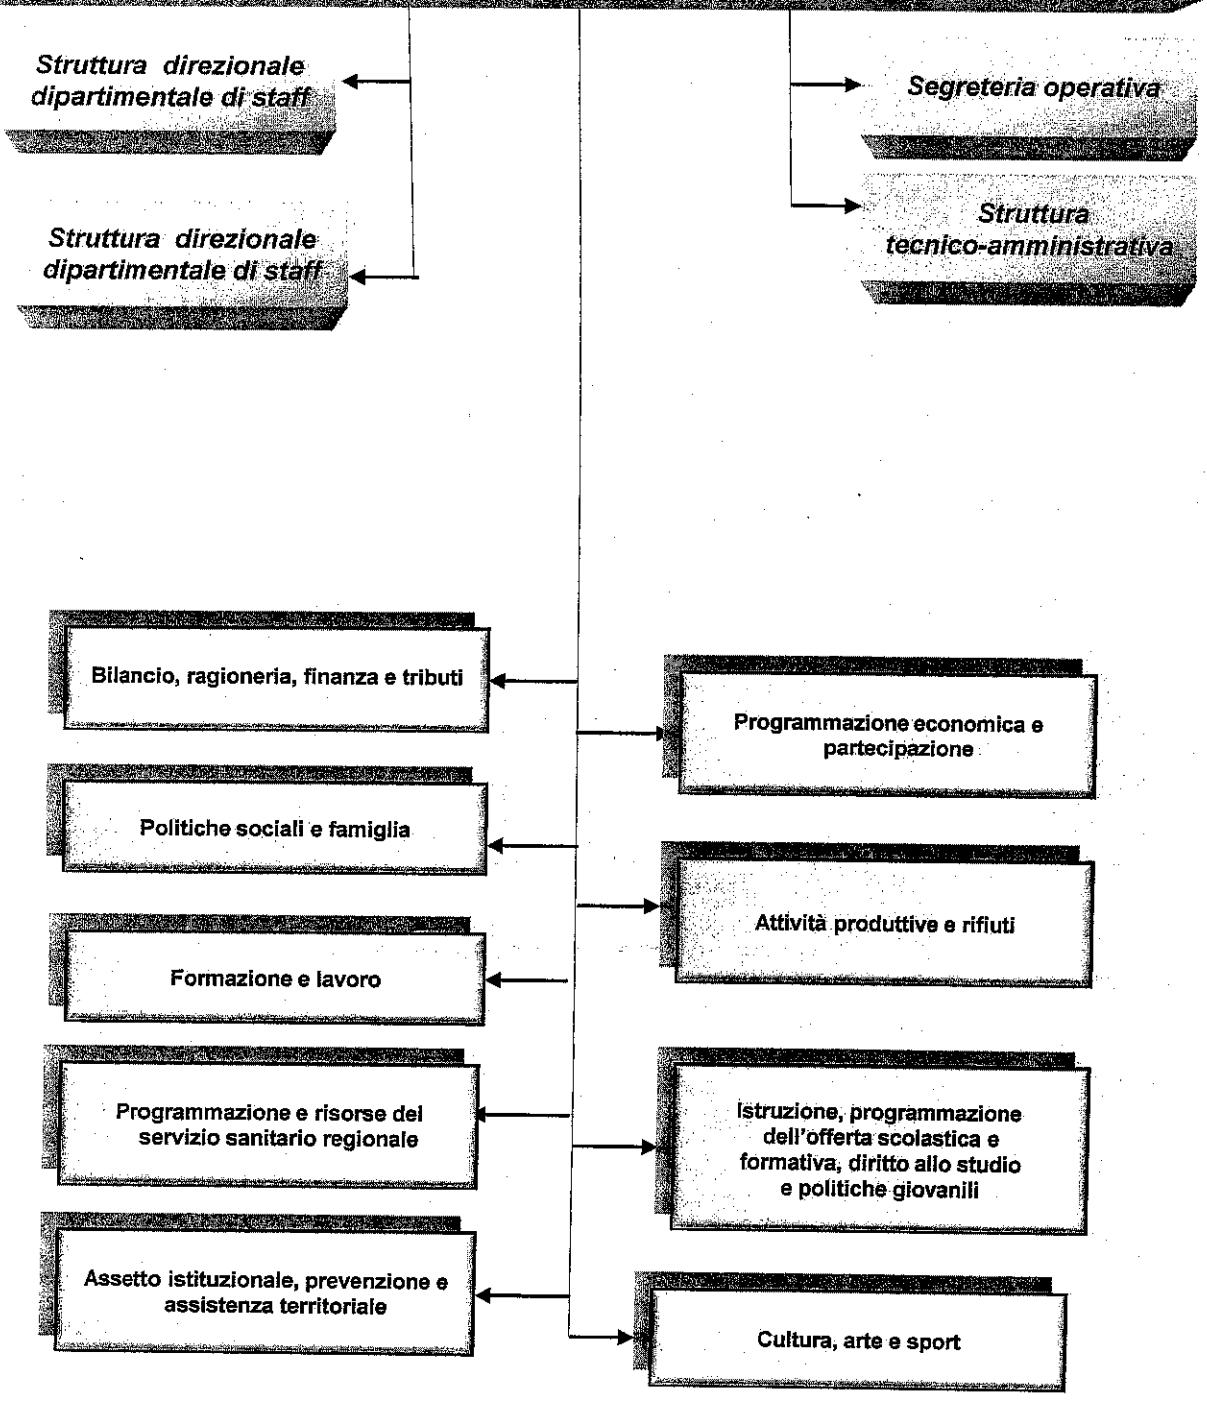 Struttura direzionale
dipartimentale di staff
Segreteria operativa
Struttura direzionale
dipartimentale di staff
Struttura
tecnico-amministrativa
Bilancio, ragioneria, finanza e tributi
Programmazione economica e
partecipazione
Politiche sociali e famiglia
Attività produttive e rifiuti
Formazione e lavoro
Programmazione e risorse del
servizio sanitario regionale
Istruzione, programmazione
dell'offerta scolastica e
formativa, diritto allo studio
e politiche giovanili
Assetto istituzionale, prevenzione e
assistenza territoriale
Cultura, arte e sport